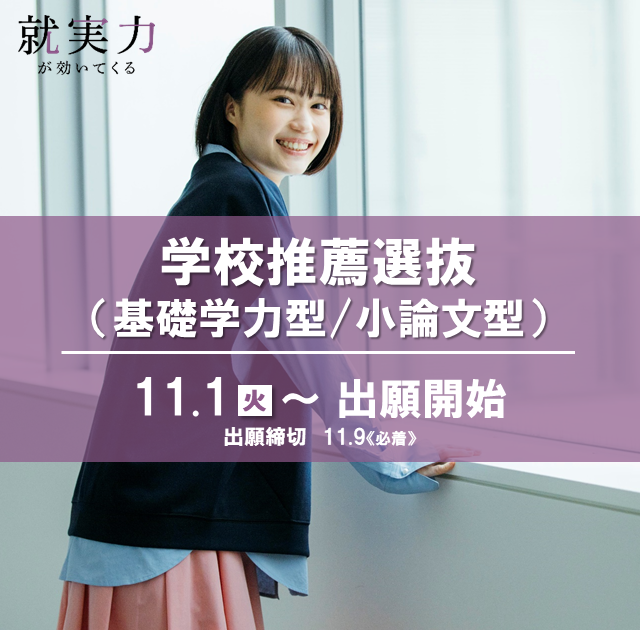 就実力
が効いてくる
学校推薦選抜
（基礎学力型/小論文型）
11.1火～ 出願開始
出願締切 11.9《必着》